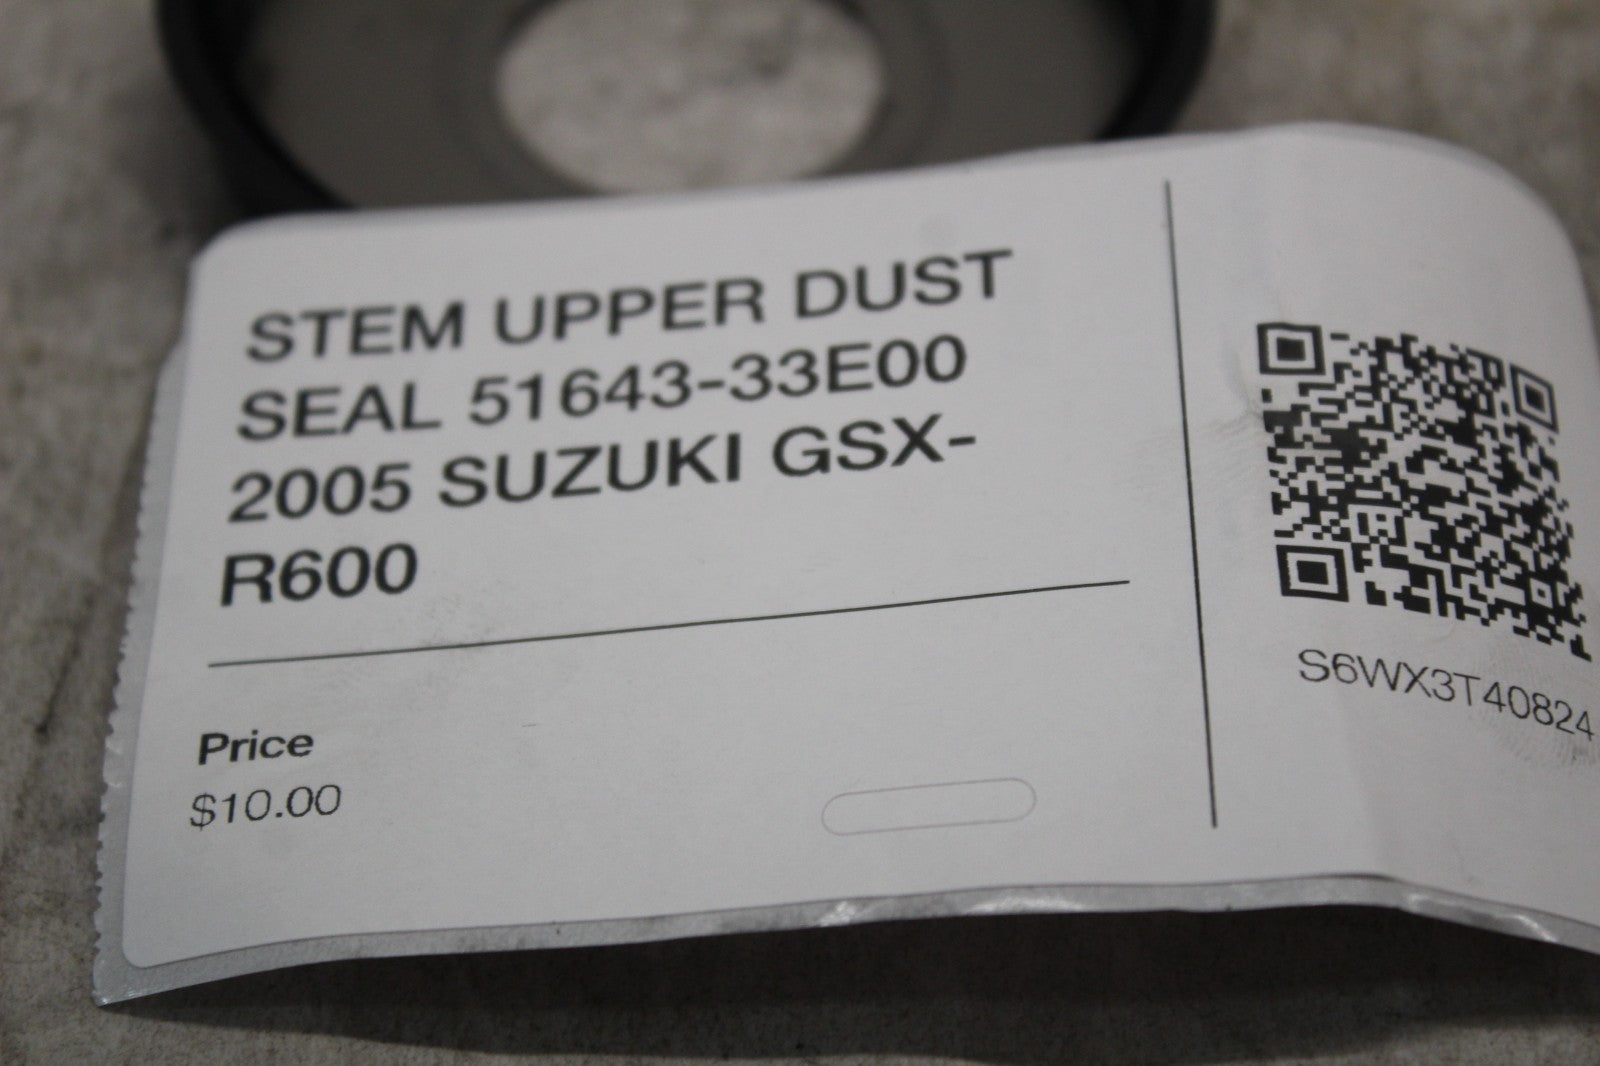 STEM UPPER DUST
SEAL 51643-33E00
2005 SUZUKI GSX-
R600
Price
$10.00
S6WX3T40824